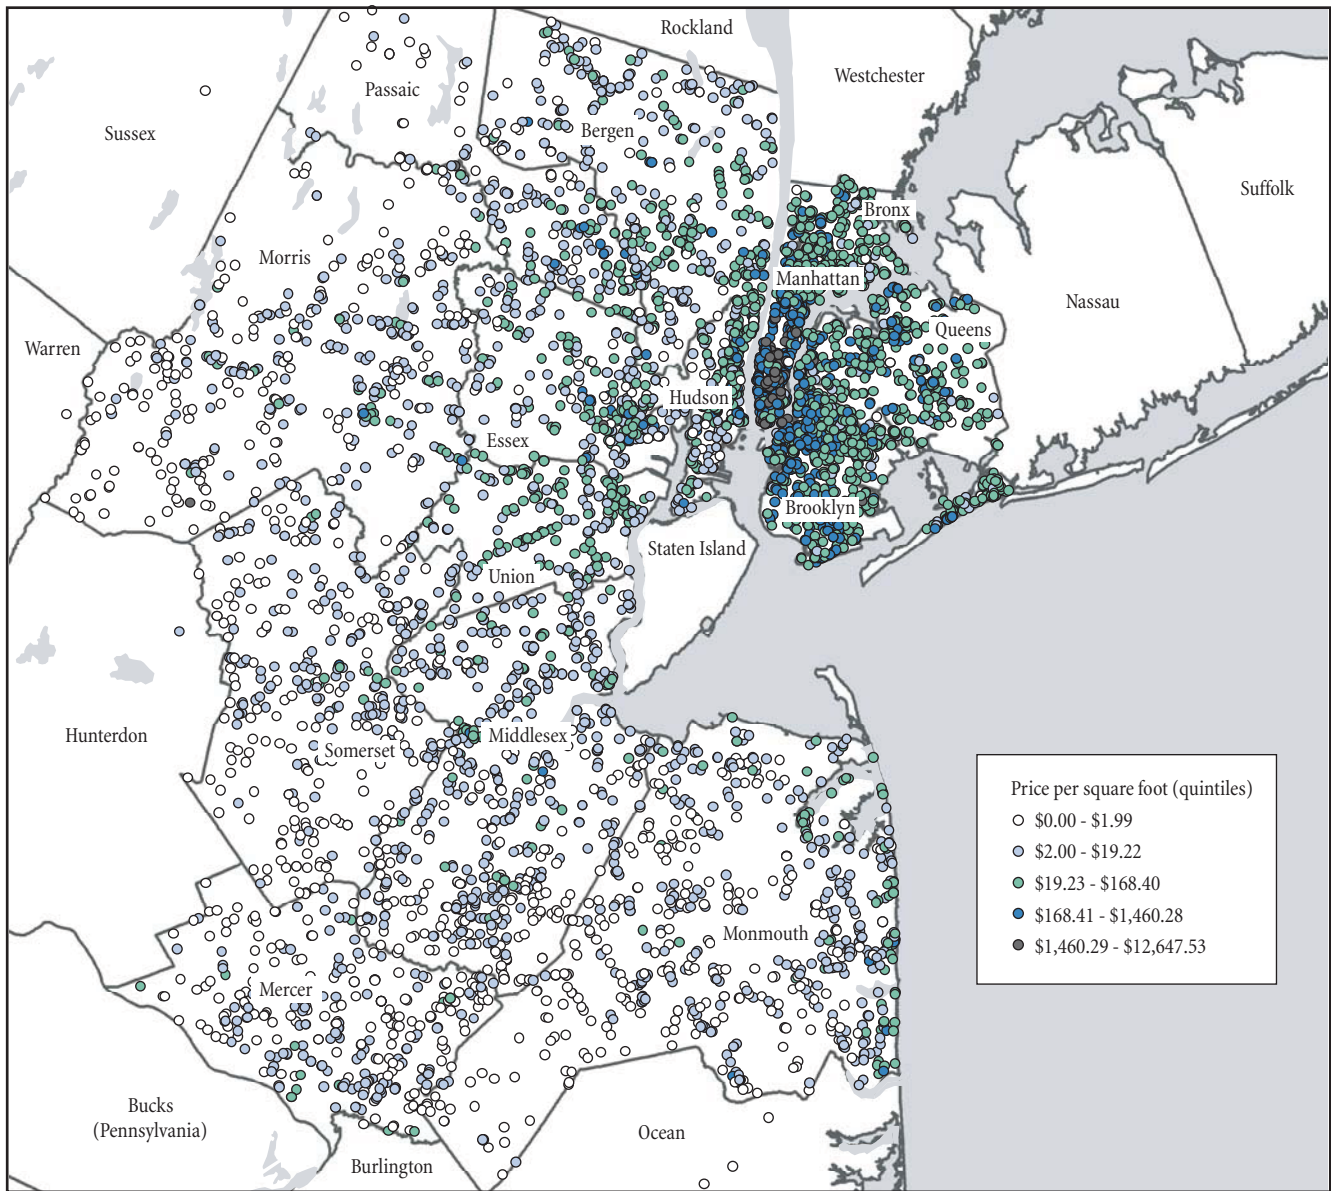 Rockland
Westchester
Passaic
Sussex
Bergen
Suffolk
Bronx
Morris
Manhattan
Nassau
Queens
Warren
Hudson
Essex
Brooklyn
Staten Island
Union
Hunterdon
Middlesex
Somerset
Price per square foot (quintiles)
$0.00 - $1.99
$2.00 - $19.22
$19.23 - $168.40
$168.41 - $1,460.28
$1,460.29 - $12,647.53
Monmouth
Mercer
Bucks
(Pennsylvania)
Ocean
Burlington